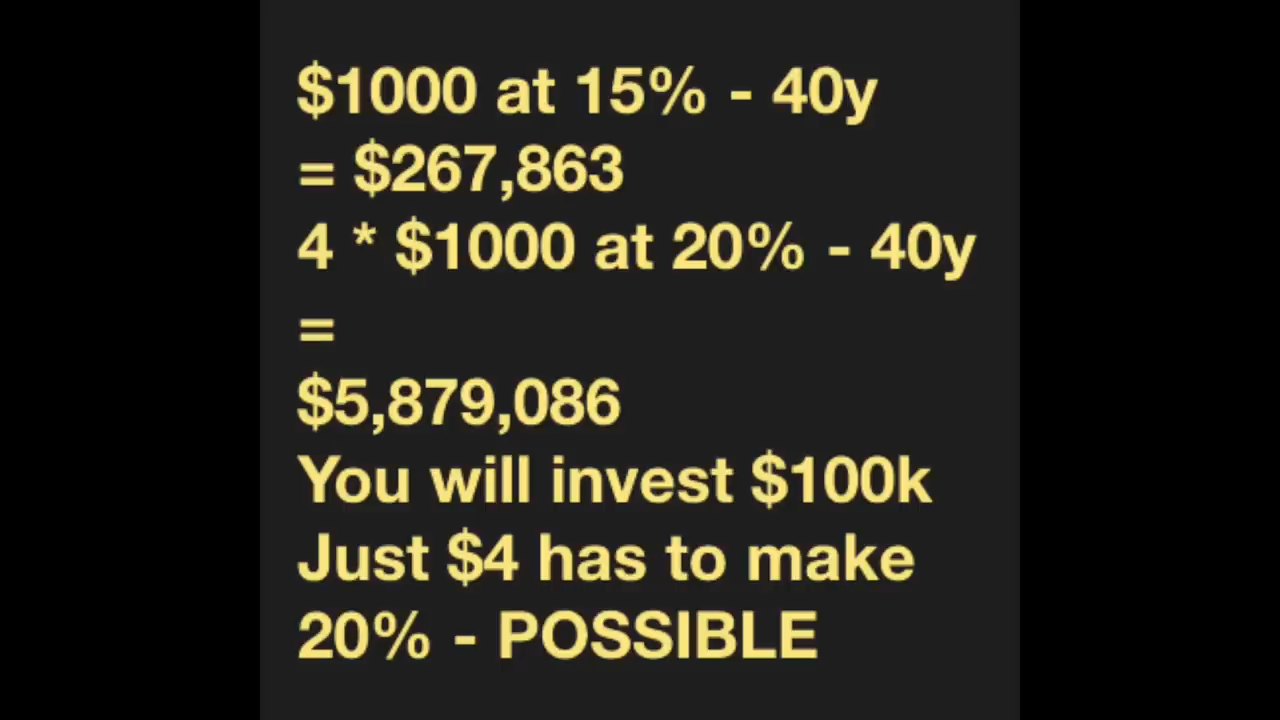 $1000 at 15% - 40y
= $267,863
4 * $1000 at 20% - 40y
=
$5,879,086
You will invest $100k
Just $4 has to make
20% - POSSIBLE